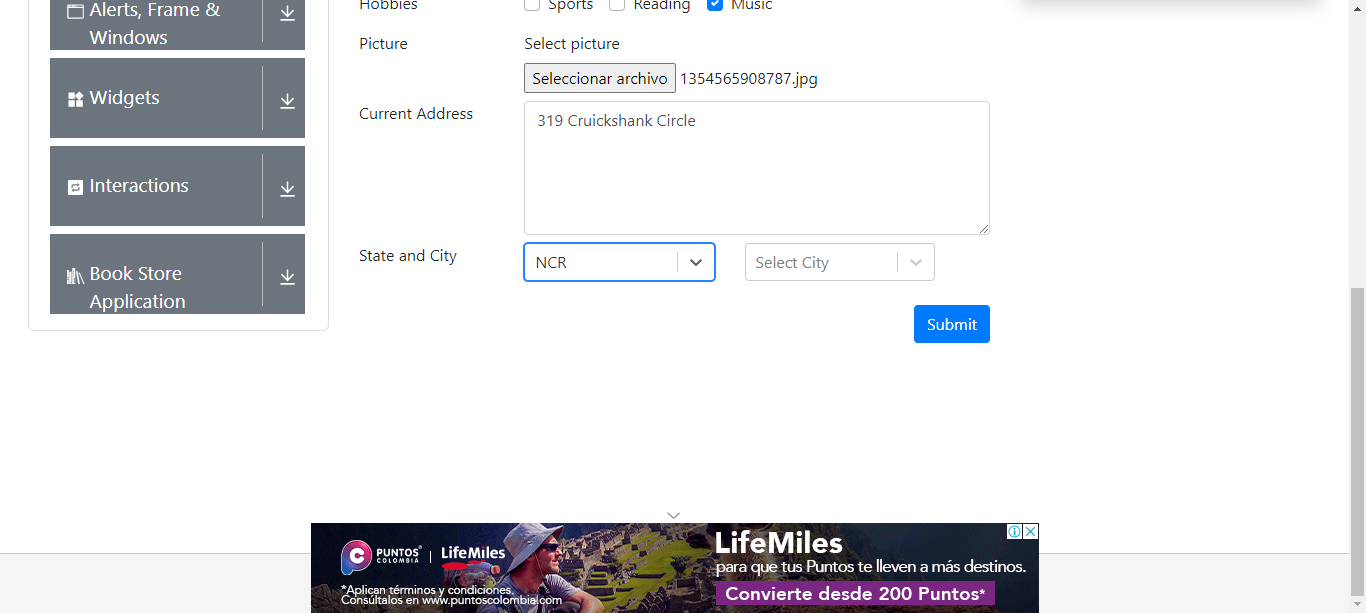 Alerts, Frame &
Windows
Widgets
Interactions
Book Store
Application
Hobbies
Sports Reading Music
Picture
Select picture
Seleccionar archivo 1354565908787.jpg
Current Address
319 Cruickshank Circle
State and City
NCR
Select City
Submit
C PUNTOS COLOMBIA | LifeMiles
*Aplican términos y condiciones.
Consúltalos en www.puntoscolombia.com
LifeMiles
para que tus Puntos te lleven a más destinos.
Convierte desde 200 Puntos*